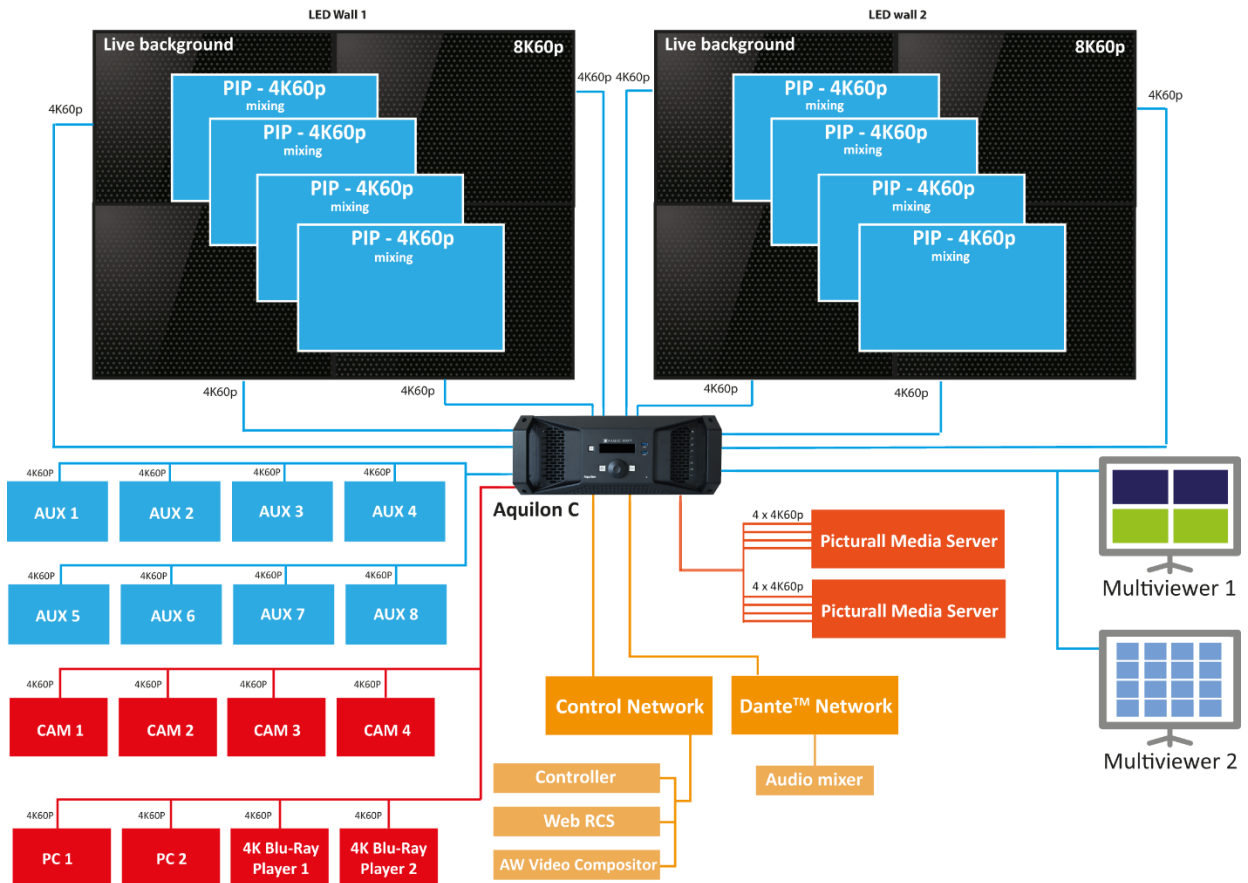 LED Wall 1
LED wall 2
Live background
8K60p
PIP - 4K60p
mixing
PIP - 4K60p
mixing
PIP - 4K60p
mixing
PIP - 4K60p
mixing
Live background
8K60p
PIP - 4K60p
mixing
PIP - 4K60p
mixing
PIP - 4K60p
mixing
PIP - 4K60p
mixing
4K60p
4K60p
4K60p
4K60p
4K60p
4K60p
4K60p
4K60p
Aquilon C
4K60P
4K60P
4K60P
4K60P
AUX 1
AUX 2
AUX 3
AUX 4
4K60P
4K60P
4K60P
4K60P
AUX 5
AUX 6
AUX 7
AUX 8
4K60P
4K60P
4K60P
4K60P
CAM 1
CAM 2
CAM 3
CAM 4
4K60P
4K60P
4K60P
4K60P
PC 1
PC 2
4K Blu-Ray
Player 1
4K Blu-Ray
Player 2
4 x 4K60p
Picturall Media Server
4 x 4K60p
Picturall Media Server
Control Network
Dante™ Network
Controller
Web RCS
AW Video Compositor
Audio mixer
Multiviewer 1
Multiviewer 2